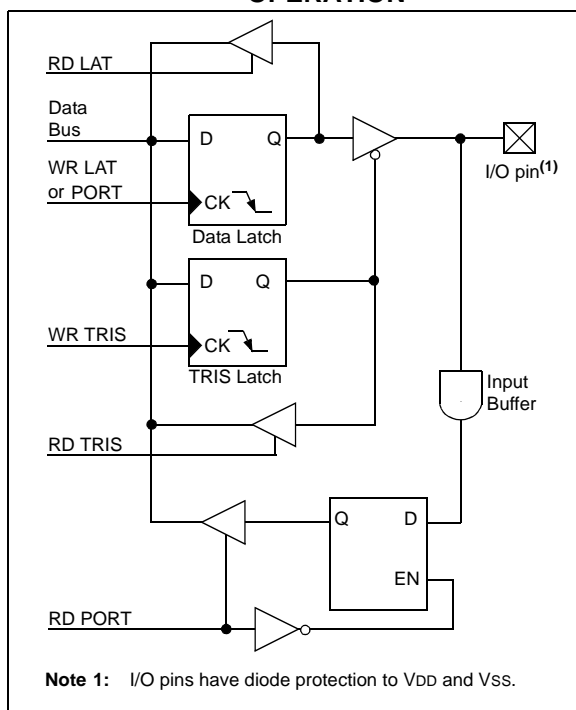 OPERATION
RD LAT
Data
Bus
D Q
WR LAT
or PORT
CK
Data Latch
I/O pin(1)
D Q
WR TRIS
CK
TRIS Latch
Input
Buffer
RD TRIS
Q D
EN
RD PORT
Note 1: I/O pins have diode protection to VDD and VSS.